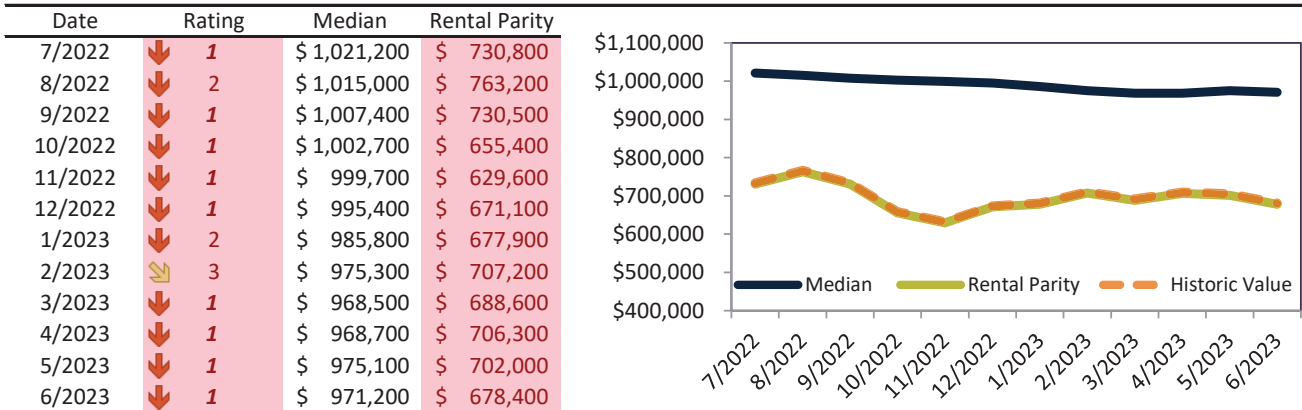 Date Rating Median Rental Parity
7/2022 1 $ 1,021,200 $ 730,800
8/2022 2 $ 1,015,000 $ 763,200
9/2022 1 $ 1,007,400 $ 730,500
10/2022 1 $ 1,002,700 $ 655,400
11/2022 1 $ 999,700 $ 629,600
12/2022 1 $ 995,400 $ 671,100
1/2023 2 $ 985,800 $ 677,900
2/2023 3 $ 975,300 $ 707,200
3/2023 1 $ 968,500 $ 688,600
4/2023 1 $ 968,700 $ 706,300
5/2023 1 $ 975,100 $ 702,000
6/2023 1 $ 971,200 $ 678,400
$1,100,000
$1,000,000
$900,000
$800,000
$700,000
$600,000
$500,000
$400,000
Median Rental Parity Historic Value
7/2022 8/2022 9/2022 10/2022 11/2022 12/2022 1/2023 2/2023 3/2023 4/2023 5/2023 6/2023